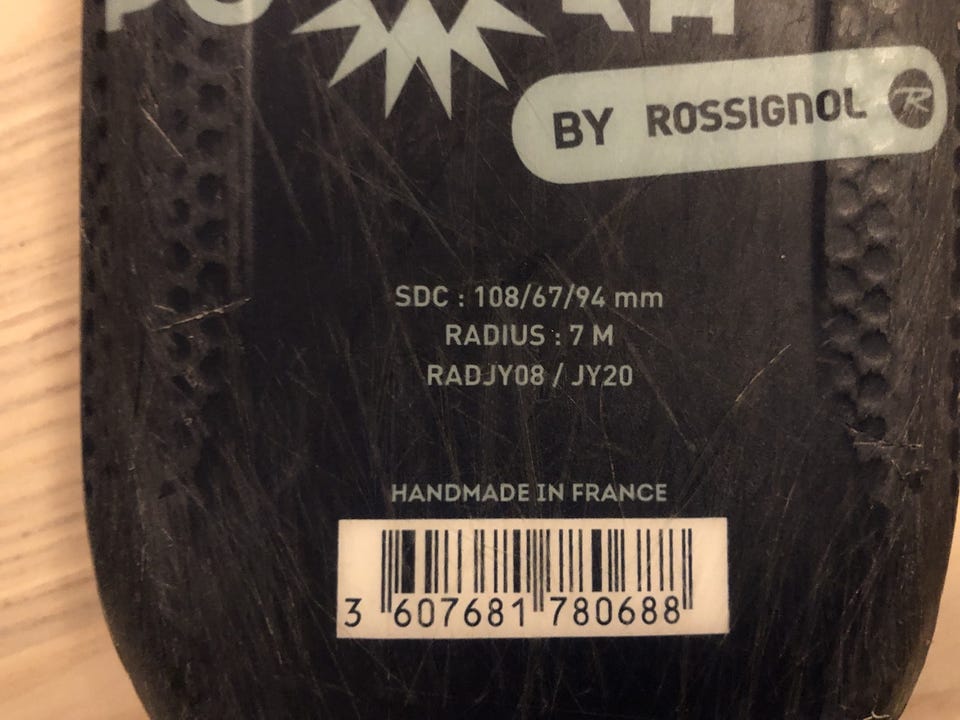 BY ROSSIGNOL
SDC : 108/67/94 mm
RADIUS : 7 M
RADJY08 / JY20
HANDMADE IN FRANCE
3 607681 780688